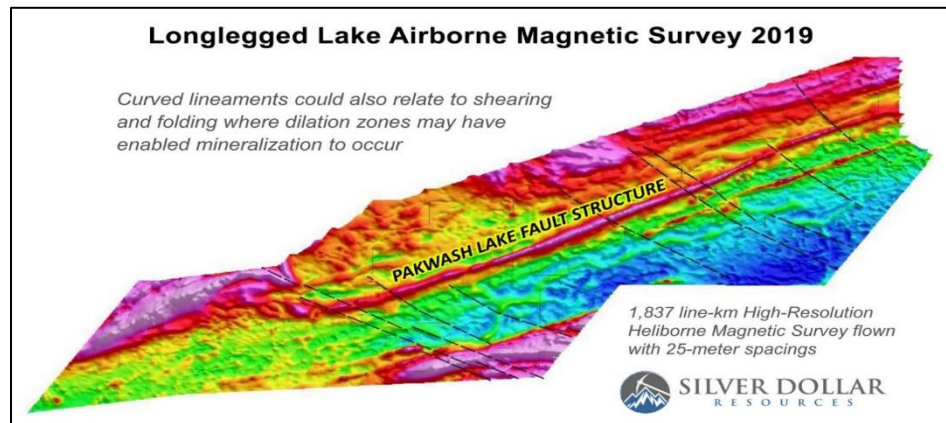 Longlegged Lake Airborne Magnetic Survey 2019
Curved lineaments could also relate to shearing
and folding where dilation zones may have
enabled mineralization to occur
PAKWASH LAKE FAULT STRUCTURE
1,837 line-km High-Resolution
Heliborne Magnetic Survey flown
with 25-meter spacings
SILVER DOLLAR
RESOURCES